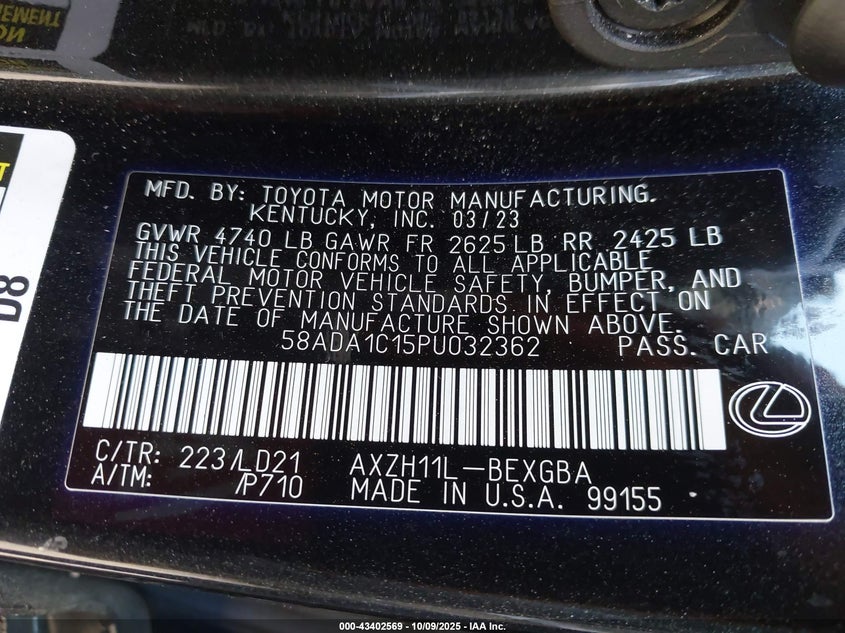 EMENT
ON
T
D8
MFD. BY: TOYOTA MOTOR MANUFACTURING.
KENTUCKY, INC. 03/23
GVWR 4740 LB GAWR FR 2625 LB RR 2425 LB
THIS VEHICLE CONFORMS TO ALL APPLICABLE
FEDERAL MOTOR VEHICLE SAFETY, BUMPER, AND
THEFT PREVENTION STANDARDS IN EFFECT ON
THE DATE OF MANUFACTURE SHOWN ABOVE.
58ADA1C15PU032362 PASS. CAR
C/TR: 223/LD21 AXZH11L-BEXGBA
A/TM: /P710 MADE IN U.S.A. 99155
000-43402569 - 10/09/2025 - IAA Inc.